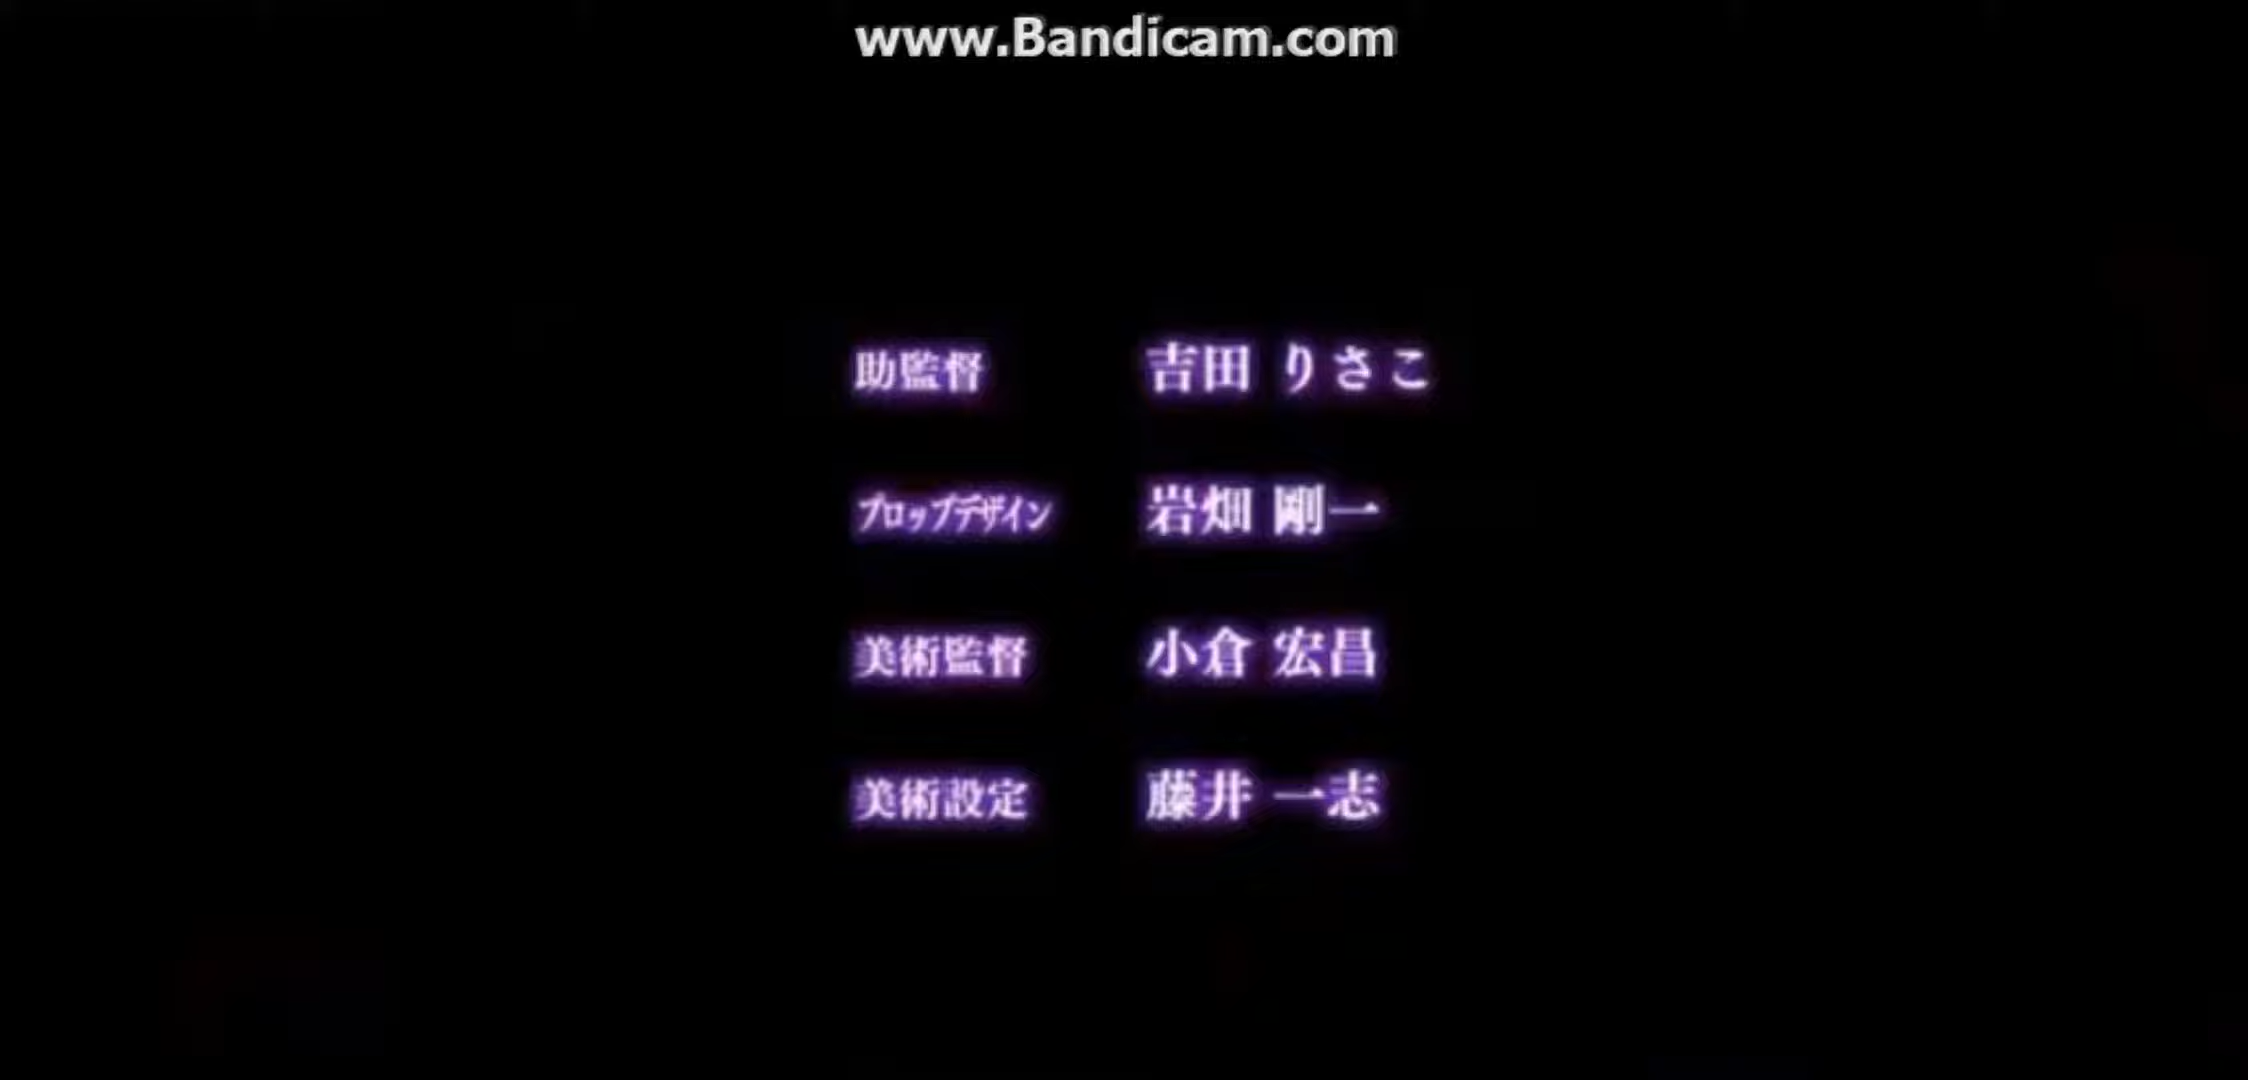 www.Bandicam.com
助監督 吉田 りさこ
プロップデザイン 岩畑 剛一
美術監督 小倉 宏昌
美術設定 藤井 一志